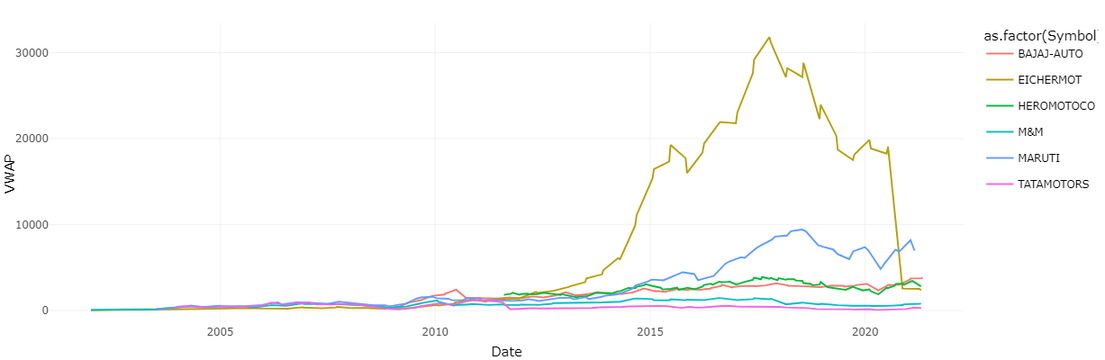 as.factor(Symbol)
BAJAJ-AUTO
EICHERMOT
HEROMOTOCO
M&M
MARUTI
TATAMOTORS
30000
20000
10000
0
VWAP
2005
2010
2015
2020
Date